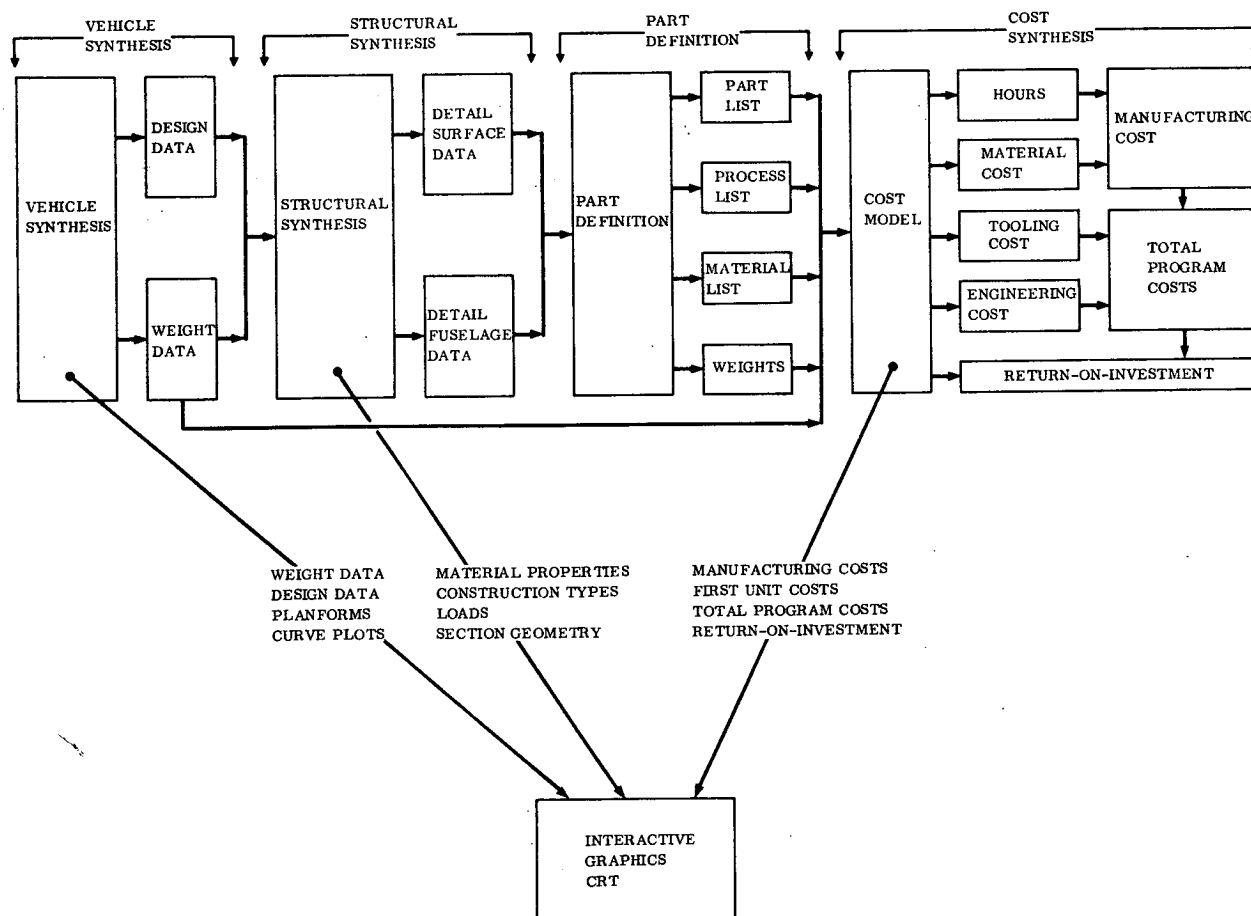 VEHICLE
SYNTHESIS
STRUCTURAL
SYNTHESIS
PART
DEFINITION
COST
SYNTHESIS
VEHICLE
SYNTHESIS
DESIGN
DATA
WEIGHT
DATA
STRUCTURAL
SYNTHESIS
DETAIL
SURFACE
DATA
DETAIL
FUSELAGE
DATA
PART
DEFINITION
PART
LIST
PROCESS
LIST
MATERIAL
LIST
WEIGHTS
COST
MODEL
HOURS
MATERIAL
COST
TOOLING
COST
ENGINEERING
COST
MANUFACTURING
COST
TOTAL
PROGRAM
COSTS
RETURN-ON-INVESTMENT
WEIGHT DATA
DESIGN DATA
PLANFORMS
CURVE PLOTS
MATERIAL PROPERTIES
CONSTRUCTION TYPES
LOADS
SECTION GEOMETRY
MANUFACTURING COSTS
FIRST UNIT COSTS
TOTAL PROGRAM COSTS
RETURN-ON-INVESTMENT
INTERACTIVE
GRAPHICS
CRT